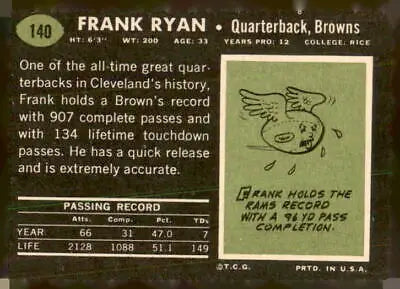 140
FRANK RYAN • Quarterback, Browns
HT: 6'3" WT: 200 AGE: 33 YEARS PRO: 12 COLLEGE: RICE
One of the all-time great quar-
terbacks in Cleveland's history,
Frank holds a Brown's record
with 907 complete passes and
with 134 lifetime touchdown
passes. He has a quick release
and is extremely accurate.
PASSING RECORD
Atts. Comp. Pct. TDs
YEAR 66 31 47.0 7
LIFE 2128 1088 51.1 149
FRANK HOLDS THE
RAMS RECORD
WITH A 96 YD PASS
COMPLETION.
©T.C.G. PRTD. IN U.S.A.